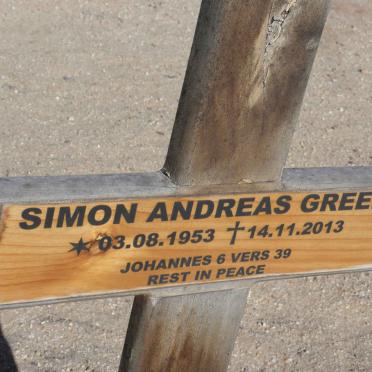 SIMON ANDREAS GREE
★ 03.08.1953 ✝ 14.11.2013
JOHANNES 6 VERS 39
REST IN PEACE